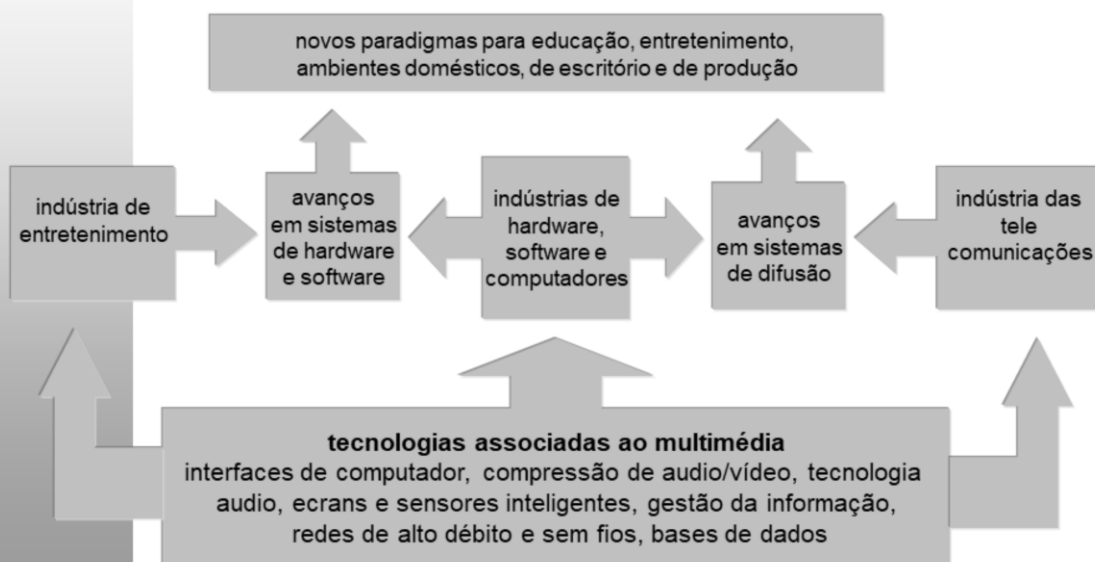 novos paradigmas para educação, entretenimento,
ambientes domésticos, de escritório e de produção
indústria de
entretenimento
avanços
em sistemas
de hardware
e software
indústrias de
hardware,
software e
computadores
avanços
em sistemas
de difusão
indústria das
tele
comunicações
tecnologias associadas ao multimédia
interfaces de computador, compressão de audio/vídeo, tecnologia
audio, ecrans e sensores inteligentes, gestão da informação,
redes de alto débito e sem fios, bases de dados